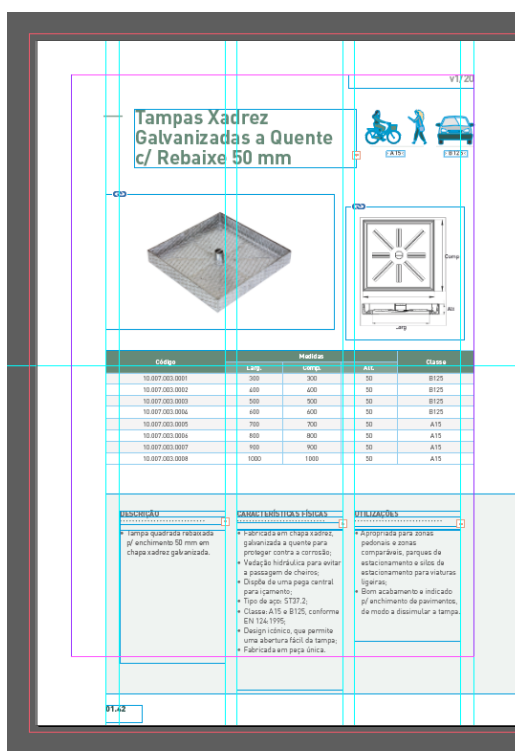 v1/20
Tampas Xadrez
Galvanizadas a Quente
c/ Rebaixe 50 mm
A15
B125
Comp.
Alt.
Larg.
Código
Medidas
Classe
Larg.
Comp.
Alt.
10.007.003.0001 300 300 50 B125
10.007.003.0002 400 400 50 B125
10.007.003.0003 500 500 50 B125
10.007.003.0004 600 600 50 B125
10.007.003.0005 700 700 50 A15
10.007.003.0006 800 800 50 A15
10.007.003.0007 900 900 50 A15
10.007.003.0008 1000 1000 50 A15
DESCRIÇÃO
• Tampa quadrada rebaixada
p/ enchimento 50 mm em
chapa xadrez galvanizada.
CARACTERÍSTICAS FÍSICAS
• Fabricada em chapa xadrez,
galvanizada a quente para
proteger contra a corrosão;
• Vedação hidráulica para evitar
a passagem de cheiros;
• Dispõe de uma pega central
para içamento;
• Tipo de aço: ST37.2;
• Classe: A15 e B125, conforme
EN 124:1995;
• Design icónico, que permite
uma abertura fácil da tampa;
• Fabricada em peça única.
UTILIZAÇÕES
• Apropriada para zonas
pedonais e zonas
comparáveis, parques de
estacionamento e silos de
estacionamento para viaturas
ligeiras;
• Bom acabamento e indicado
p/ enchimento de pavimentos,
de modo a dissimular a tampa.
01.42